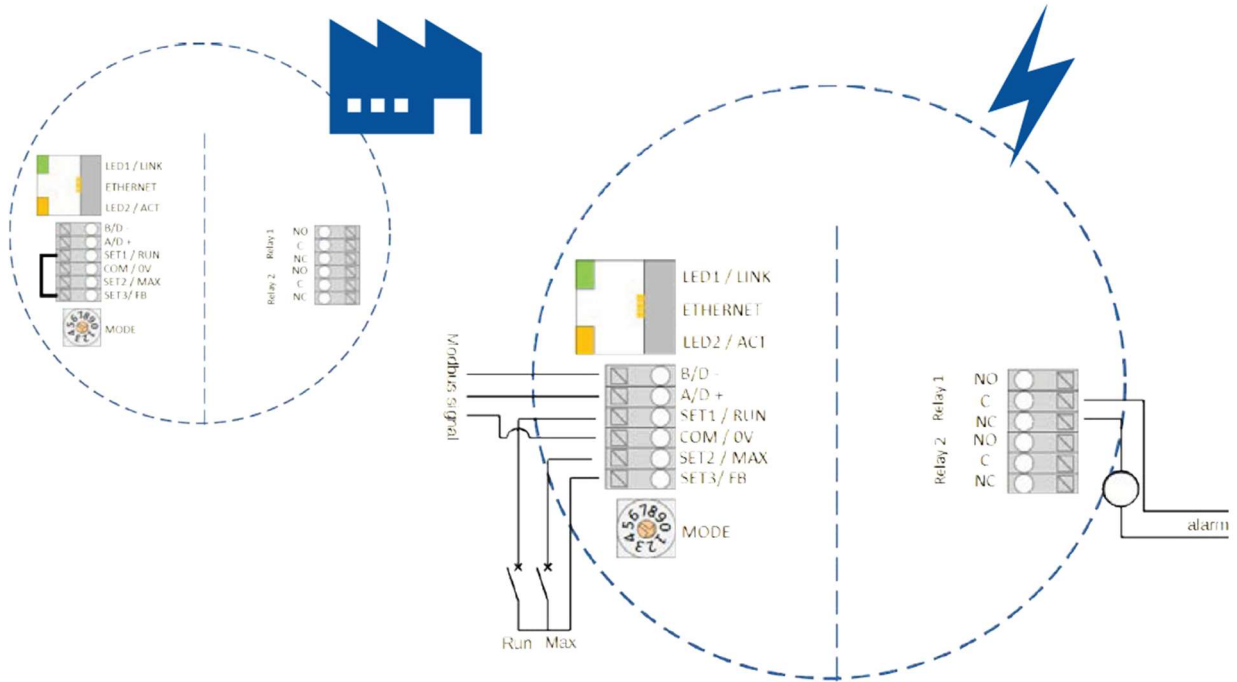 LED1 / LINK
ETHERNET
LED2 / ACT
B/D -
A/D +
SET1 / RUN
COM / 0V
SET2 / MAX
SET3/ FB
4567890123
MODE
Relay 1
Relay 2
NO
C
NC
NO
C
NC
LED1 / LINK
ETHERNET
LED2 / ACT
Modbus signal
B/D -
A/D +
SET1 / RUN
COM / 0V
SET2 / MAX
SET3/ FB
4567890123
MODE
Run Max
Relay 1
Relay 2
NO
C
NC
NO
C
NC
alarm